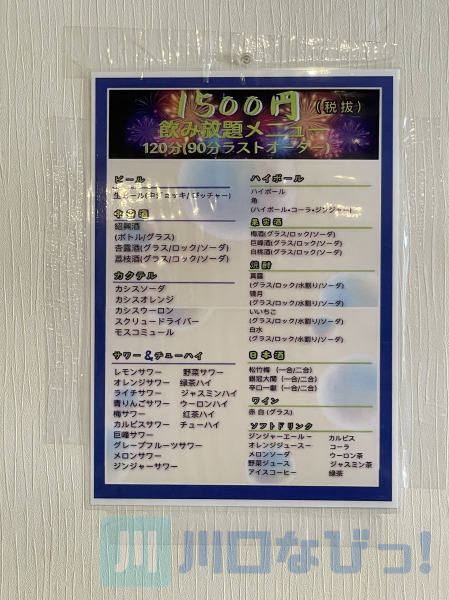 1500円 (税抜)
飲み放題メニュー
120分(90分ラストオーダー)
ビール
生ビール(中ジョッキ/ピッチャー)
中国酒
紹興酒
(ボトル/グラス)
杏露酒(グラス/ロック/ソーダ)
茘枝酒(グラス/コック/ソーダ)
カクテル
カシスソーダ
カシスオレンジ
カシスウーロン
スクリュードライバー
モスコミュール
サワー&チューハイ
レモンサワー 野菜サワー
オレンジサワー 緑茶ハイ
ライチサワー ジャスミンハイ
青りんごサワー ウーロンハイ
梅サワー 紅茶ハイ
カルピスサワー チューハイ
巨峰サワー
グレープフルーツサワー
メロンサワー
ジンジャーサワー
ハイボール
ハイボール
角
(ハイボール・コーラ・ジンジャー)
果実酒
梅酒(グラス/ロック/ソーダ)
巨峰酒(グラス/ロック/ソーダ)
白桃酒(グラス/ロック/ソーダ)
焼酎
真露
(グラス/ロック/水割り/ソーダ)
鏡月
(グラス/ロック/水割り/ソーダ)
いいちこ
(グラス/ロック/水割り/ソーダ)
白水
(グラス/ロック/水割り/ソーダ)
日本酒
松竹梅 (一合/二合)
銀冠大関 (一合/二合)
辛口一献 (一合/二合)
ワイン
赤 白 (グラス)
ソフトドリンク
ジンジャーエールー カルピス
オレンジジュースー コーラ
メロンソーダ ウーロン茶
野菜ジュース ジャスミン茶
アイスコーヒー 緑茶
川口なびっ!